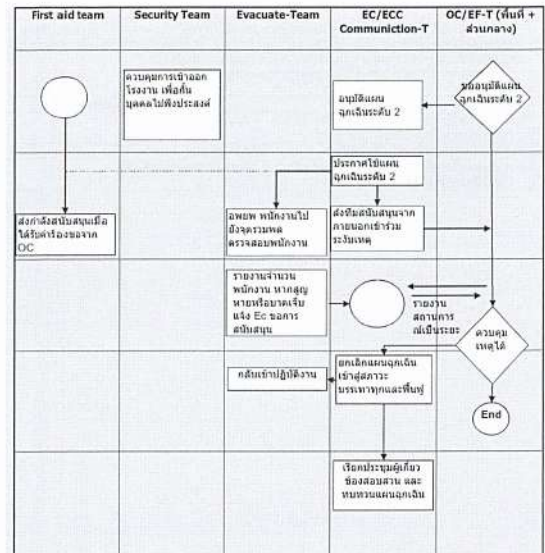 First aid team
Security Team
Evacuate-Team
EC/ECC
Communiction-T
OC/EF-T (พื้นที่ +
ส่วนกลาง)
ควบคุมการเข้าออก
โรงงาน เพื่อกั้น
บุคคลไม่พึงประสงค์
อนุมัติแผน
ฉุกเฉินระดับ 2
ขออนุมัติแผน
ฉุกเฉินระดับ 2
ประกาศใช้แผน
ฉุกเฉินระดับ 2
ส่งกำลังสนับสนุนเมื่อ
ได้รับคำร้องขอจาก
OC
อพยพ พนักงานไป
ยังจุดรวมพล
ตรวจสอบพนักงาน
ส่งทีมสนับสนุนจาก
ภายนอกเข้าร่วม
ระงับเหตุ
รายงานจำนวน
พนักงาน หากสูญ
หายหรือบาดเจ็บ
แจ้ง Ec ขอการ
สนับสนุน
รายงาน
สถานการ
ณ์เป็นระยะ
ควบคุม
เหตุได้
กลับเข้าปฏิบัติงาน
ยกเลิกแผนฉุกเฉิน
เข้าสู่สภาวะ
บรรเทาทุกและฟื้นฟู
End
เรียกประชุมผู้เกี่ยว
ข้องสอบสวน และ
ทบทวนแผนฉุกเฉิน